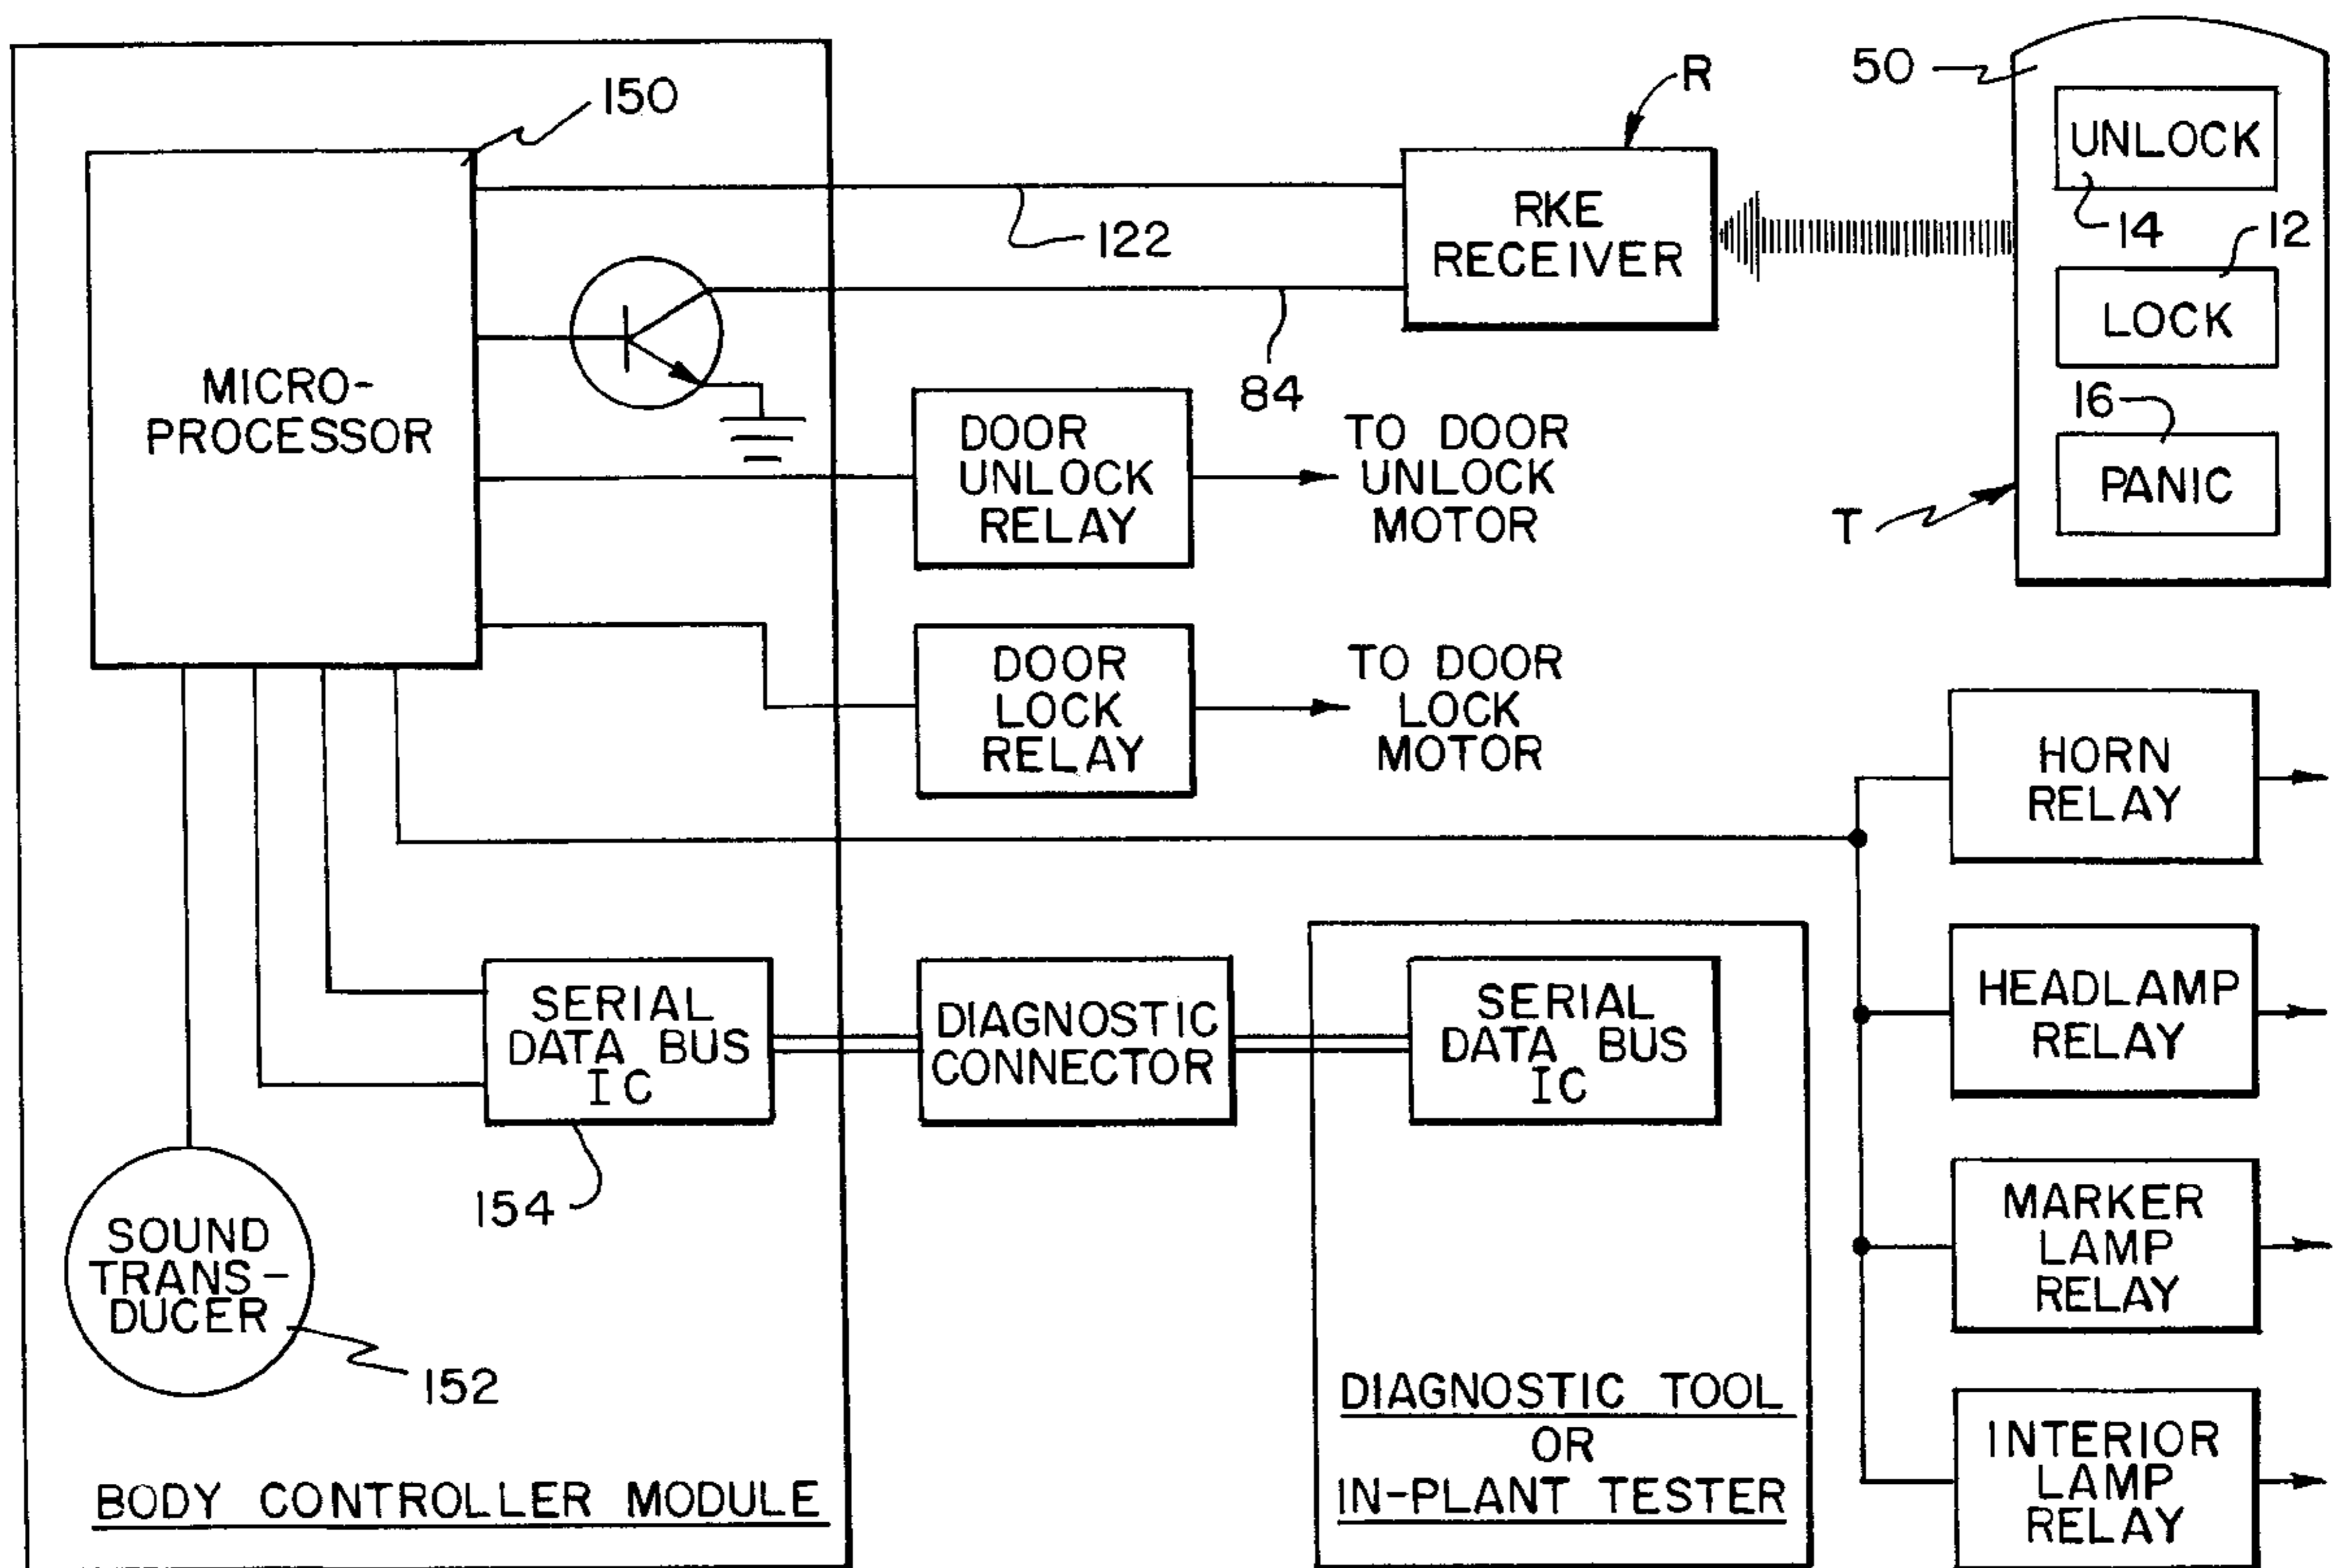 150
MICRO-
PROCESSOR
122
84
R
RKE
RECEIVER
50
UNLOCK
14
12
LOCK
16
PANIC
T
DOOR
UNLOCK
RELAY
TO DOOR
UNLOCK
MOTOR
DOOR
LOCK
RELAY
TO DOOR
LOCK
MOTOR
HORN
RELAY
HEADLAMP
RELAY
MARKER
LAMP
RELAY
INTERIOR
LAMP
RELAY
SERIAL
DATA BUS
IC
154
DIAGNOSTIC
CONNECTOR
SERIAL
DATA BUS
IC
SOUND
TRANS-
DUCER
152
DIAGNOSTIC TOOL
OR
IN-PLANT TESTER
BODY CONTROLLER MODULE